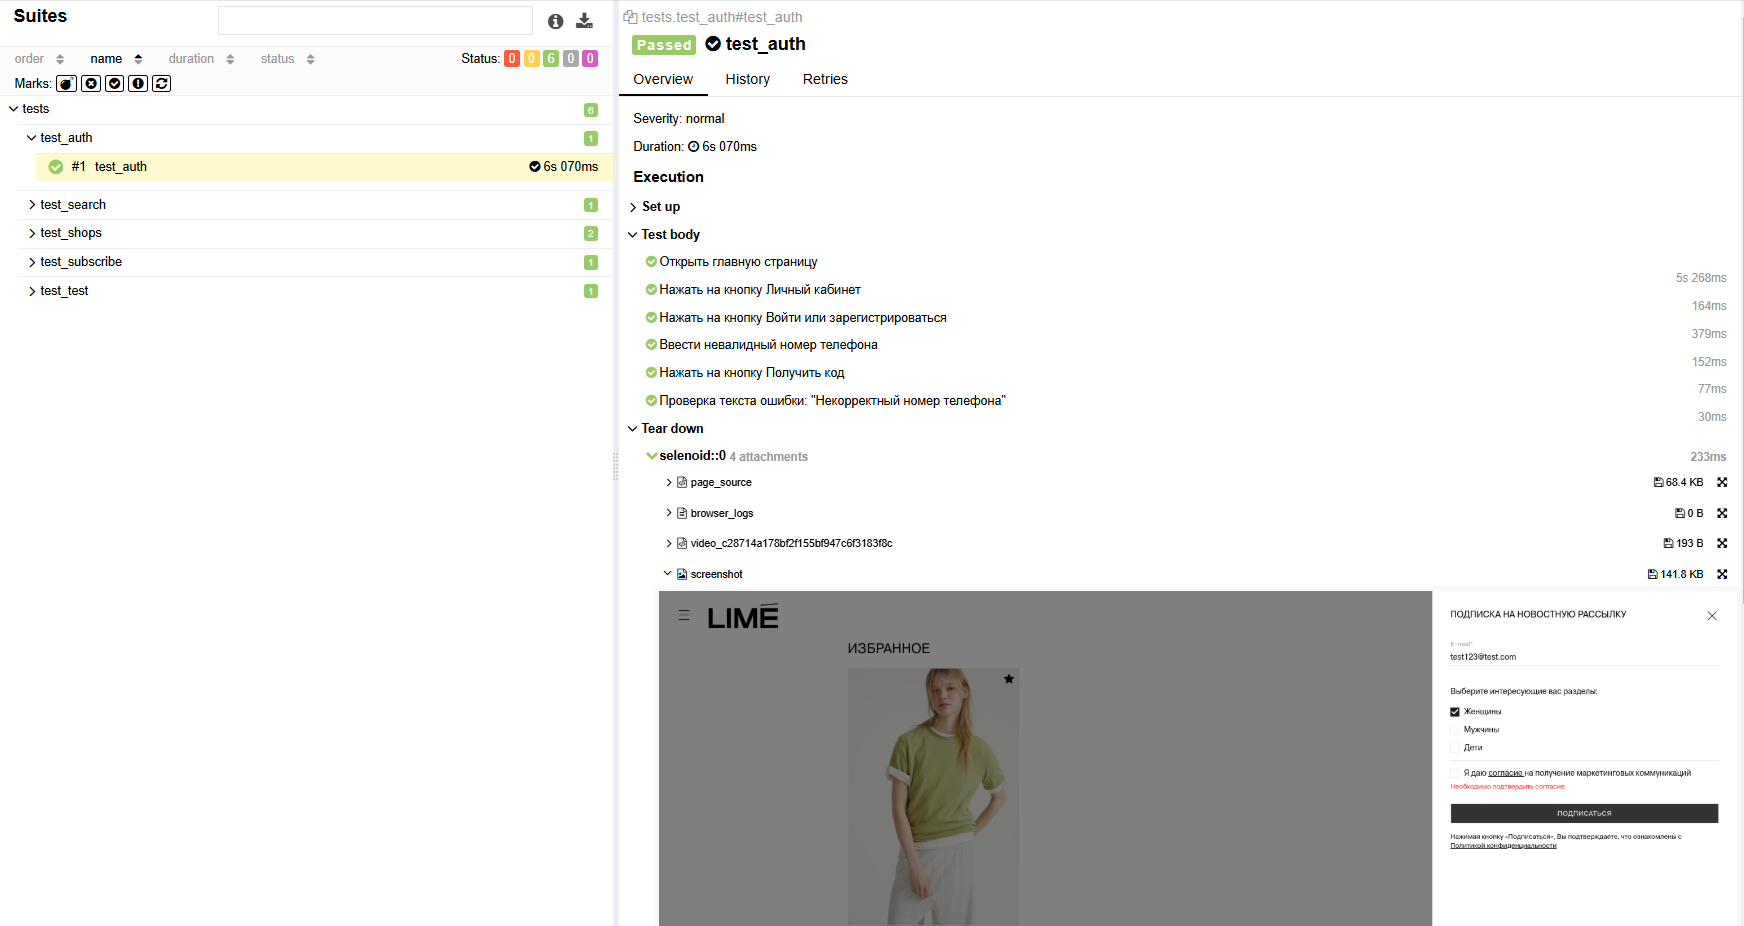 Suites
order name duration status Status: 0 0 6 0 0
Marks:
tests 6
test_auth 1
#1 test_auth 6s 070ms
test_search 1
test_shops 2
test_subscribe 1
test_test 1
tests.test_auth#test_auth
Passed test_auth
Overview History Retries
Severity: normal
Duration: 6s 070ms
Execution
Set up
Test body
Открыть главную страницу
5s 268ms
Нажать на кнопку Личный кабинет
164ms
Нажать на кнопку Войти или зарегистрироваться
379ms
Ввести невалидный номер телефона
152ms
Нажать на кнопку Получить код
77ms
Проверка текста ошибки: "Некорректный номер телефона"
30ms
Tear down
selenoid::0 4 attachments 233ms
page_source 68.4 KB
browser_logs 0 B
video_c28714a178bf2f155bf947c6f3183f8c 193 B
screenshot 141.8 KB
LIMÉ
ИЗБРАННОЕ
ПОДПИСКА НА НОВОСТНУЮ РАССЫЛКУ
E-mail*
test123@test.com
Выберите интересующие вас разделы:
Женщины
Мужчины
Дети
Я даю согласие на получение маркетинговых коммуникаций
Необходимо подтвердить согласие
ПОДПИСАТЬСЯ
Нажимая кнопку «Подписаться», Вы подтверждаете, что ознакомлены с
Политикой конфиденциальности